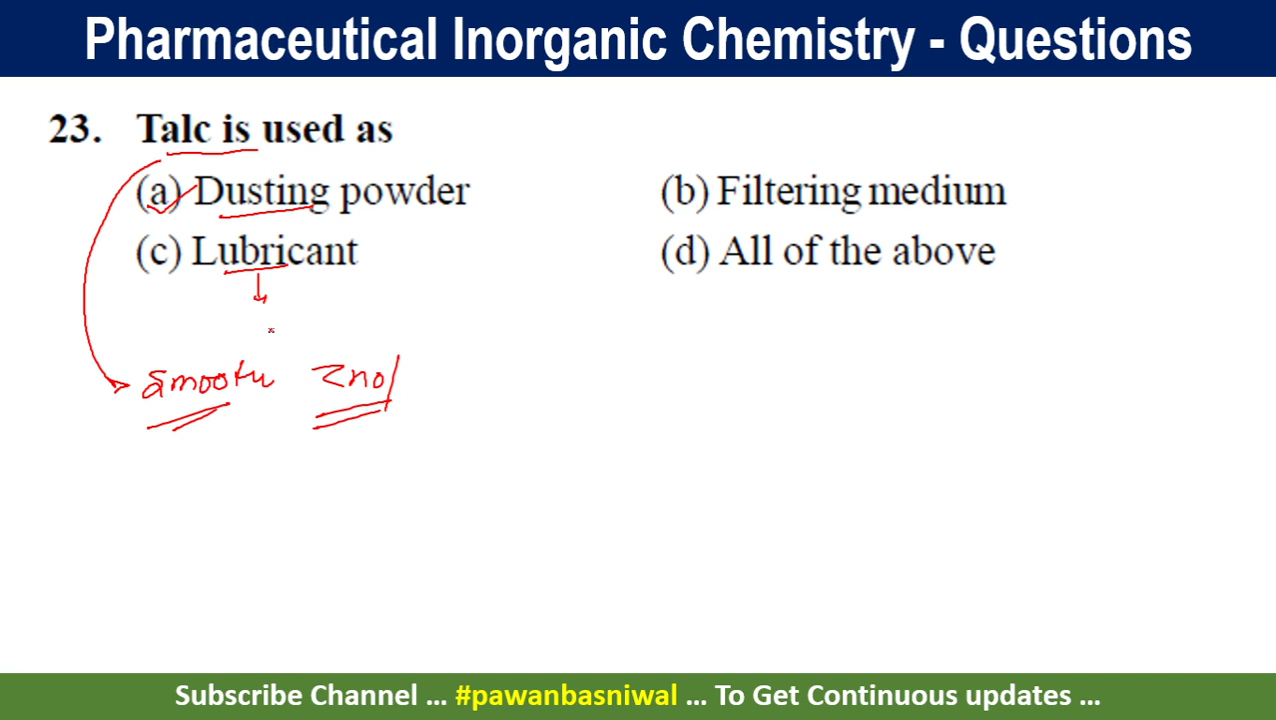 Pharmaceutical Inorganic Chemistry - Questions
23. Talc is used as
(a) Dusting powder (b) Filtering medium
(c) Lubricant (d) All of the above
Smooth ZnO
Subscribe Channel ... #pawanbasniwal ... To Get Continuous updates ...